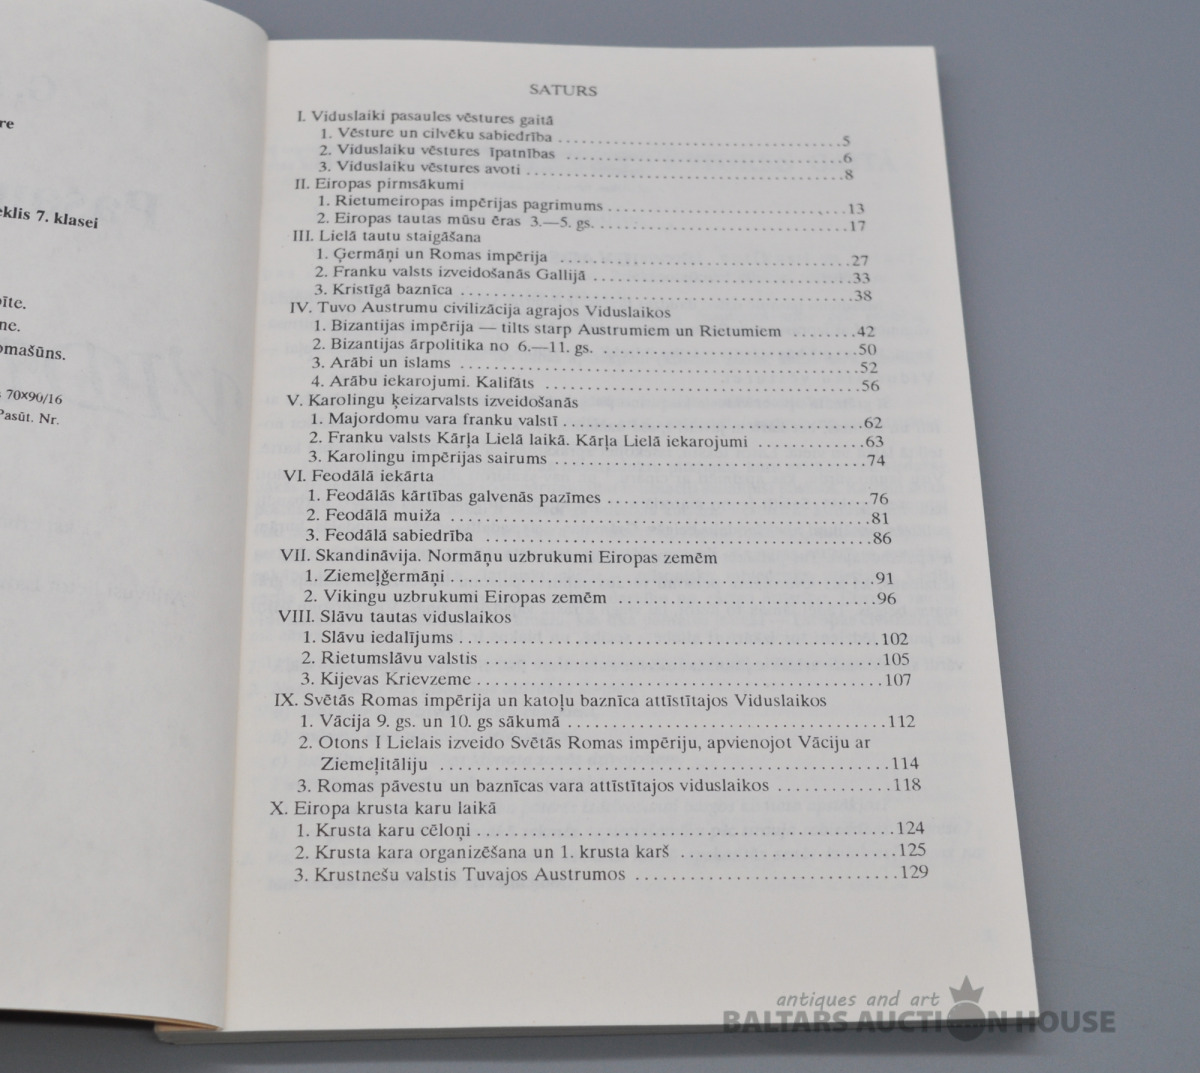 re
eklis 7. klasei
oīte.
ne.
omašūns.
70×90/16
Pasūt. Nr.
SATURS
I. Viduslaiki pasaules vēstures gaitā
1. Vēsture un cilvēku sabiedrība ........................................5
2. Viduslaiku vēstures īpatnības ........................................6
3. Viduslaiku vēstures avoti ........................................8
II. Eiropas pirmsākumi
1. Rietumeiropas impērijas pagrimums ..............................13
2. Eiropas tautas mūsu ēras 3.—5. gs. ..............................17
III. Lielā tautu staigāšana
1. Ģermāņi un Romas impērija ..............................27
2. Franku valsts izveidošanās Gallijā ..............................33
3. Kristīgā baznīca ........................................38
IV. Tuvo Austrumu civilizācija agrajos Viduslaikos
1. Bizantijas impērija — tilts starp Austrumiem un Rietumiem ........42
2. Bizantijas ārpolitika no 6.—11. gs. ..............................50
3. Arābi un islams ........................................52
4. Arābu iekarojumi. Kalifāts ..............................56
V. Karolingu ķeizarvalsts izveidošanās
1. Majordomu vara franku valstī ..............................62
2. Franku valsts Kārļa Lielā laikā. Kārļa Lielā iekarojumi ............63
3. Karolingu impērijas sairums ..............................74
VI. Feodālā iekārta
1. Feodālās kārtības galvenās pazīmes ..............................76
2. Feodālā muiža ........................................81
3. Feodālā sabiedrība ........................................86
VII. Skandināvija. Normāņu uzbrukumi Eiropas zemēm
1. Ziemeļģermāņi ........................................91
2. Vikingu uzbrukumi Eiropas zemēm ..............................96
VIII. Slāvu tautas viduslaikos
1. Slāvu iedalījums ........................................102
2. Rietumslāvu valstis ........................................105
3. Kijevas Krievzeme ........................................107
IX. Svētās Romas impērija un katoļu baznīca attīstītajos Viduslaikos
1. Vācija 9. gs. un 10. gs sākumā ..............................112
2. Otons I Lielais izveido Svētās Romas impēriju, apvienojot Vāciju ar
Ziemeļitāliju ........................................114
3. Romas pāvestu un baznīcas vara attīstītajos viduslaikos ............118
X. Eiropa krusta karu laikā
1. Krusta karu cēloņi ........................................124
2. Krusta kara organizēšana un 1. krusta karš ......................125
3. Krustnešu valstis Tuvajos Austrumos ..........................129
antiques and art
BALTARS AUCTION HOUSE